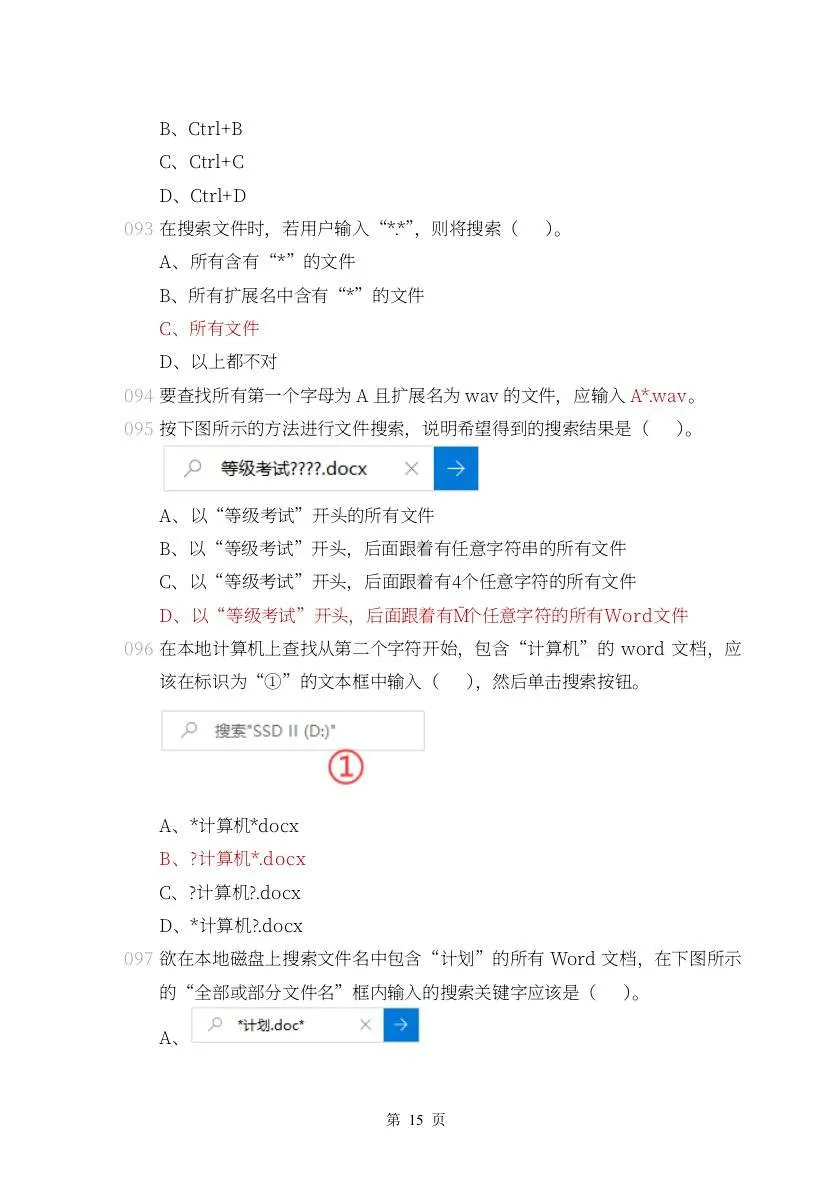 B、Ctrl+B
C、Ctrl+C
D、Ctrl+D
093 在搜索文件时，若用户输入“*.*”，则将搜索（ ）。
A、所有含有“*”的文件
B、所有扩展名中含有“*”的文件
C、所有文件
D、以上都不对
094 要查找所有第一个字母为 A 且扩展名为 wav 的文件，应输入 A*.wav。
095 按下图所示的方法进行文件搜索，说明希望得到的搜索结果是（ ）。
等级考试????.docx
A、以“等级考试”开头的所有文件
B、以“等级考试”开头，后面跟着有任意字符串的所有文件
C、以“等级考试”开头，后面跟着有4个任意字符的所有文件
D、以“等级考试”开头，后面跟着有个任意字符的所有Word文件
096 在本地计算机上查找从第二个字符开始，包含“计算机”的 word 文档，应
该在标识为“①”的文本框中输入（ ），然后单击搜索按钮。
搜索"SSD II (D:)"
①
A、*计算机*docx
B、?计算机*.docx
C、?计算机?.docx
D、*计算机?.docx
097 欲在本地磁盘上搜索文件名中包含“计划”的所有 Word 文档，在下图所示
的“全部或部分文件名”框内输入的搜索关键字应该是（ ）。
A、 *计划.doc*
第 15 页